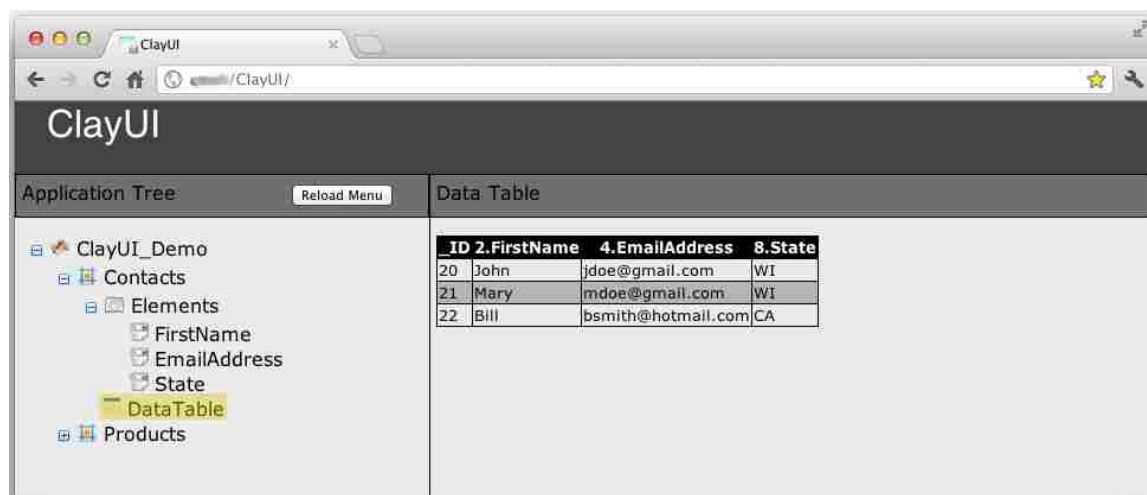 ClayUI
/ClayUI/
ClayUI
Application Tree
Reload Menu
Data Table
ClayUI_Demo
Contacts
Elements
FirstName
EmailAddress
State
DataTable
Products
_ID 2.FirstName 4.EmailAddress 8.State
20 John jdoe@gmail.com WI
21 Mary mdoe@gmail.com WI
22 Bill bsmith@hotmail.com CA